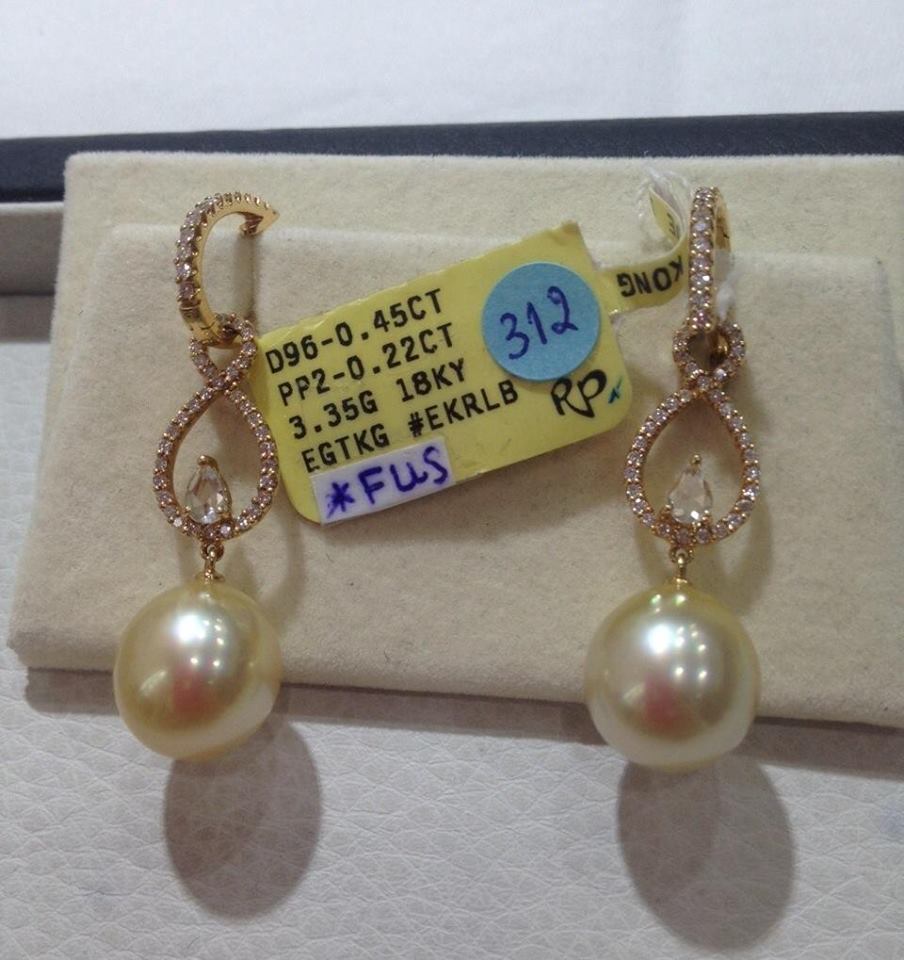 D96-0.45CT
PP2-0.22CT
3.35G 18KY
EGTKG #EKRLB
*FUS
312
RP
KONG